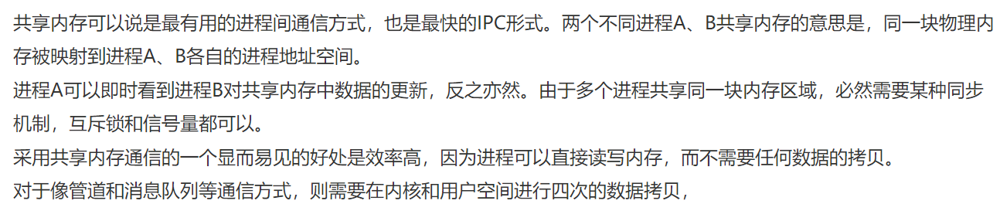 共享内存可以说是最有用的进程间通信方式，也是最快的IPC形式。两个不同进程A、B共享内存的意思是，同一块物理内
存被映射到进程A、B各自的进程地址空间。
进程A可以即时看到进程B对共享内存中数据的更新，反之亦然。由于多个进程共享同一块内存区域，必然需要某种同步
机制，互斥锁和信号量都可以。
采用共享内存通信的一个显而易见的好处是效率高，因为进程可以直接读写内存，而不需要任何数据的拷贝。
对于像管道和消息队列等通信方式，则需要在内核和用户空间进行四次的数据拷贝，